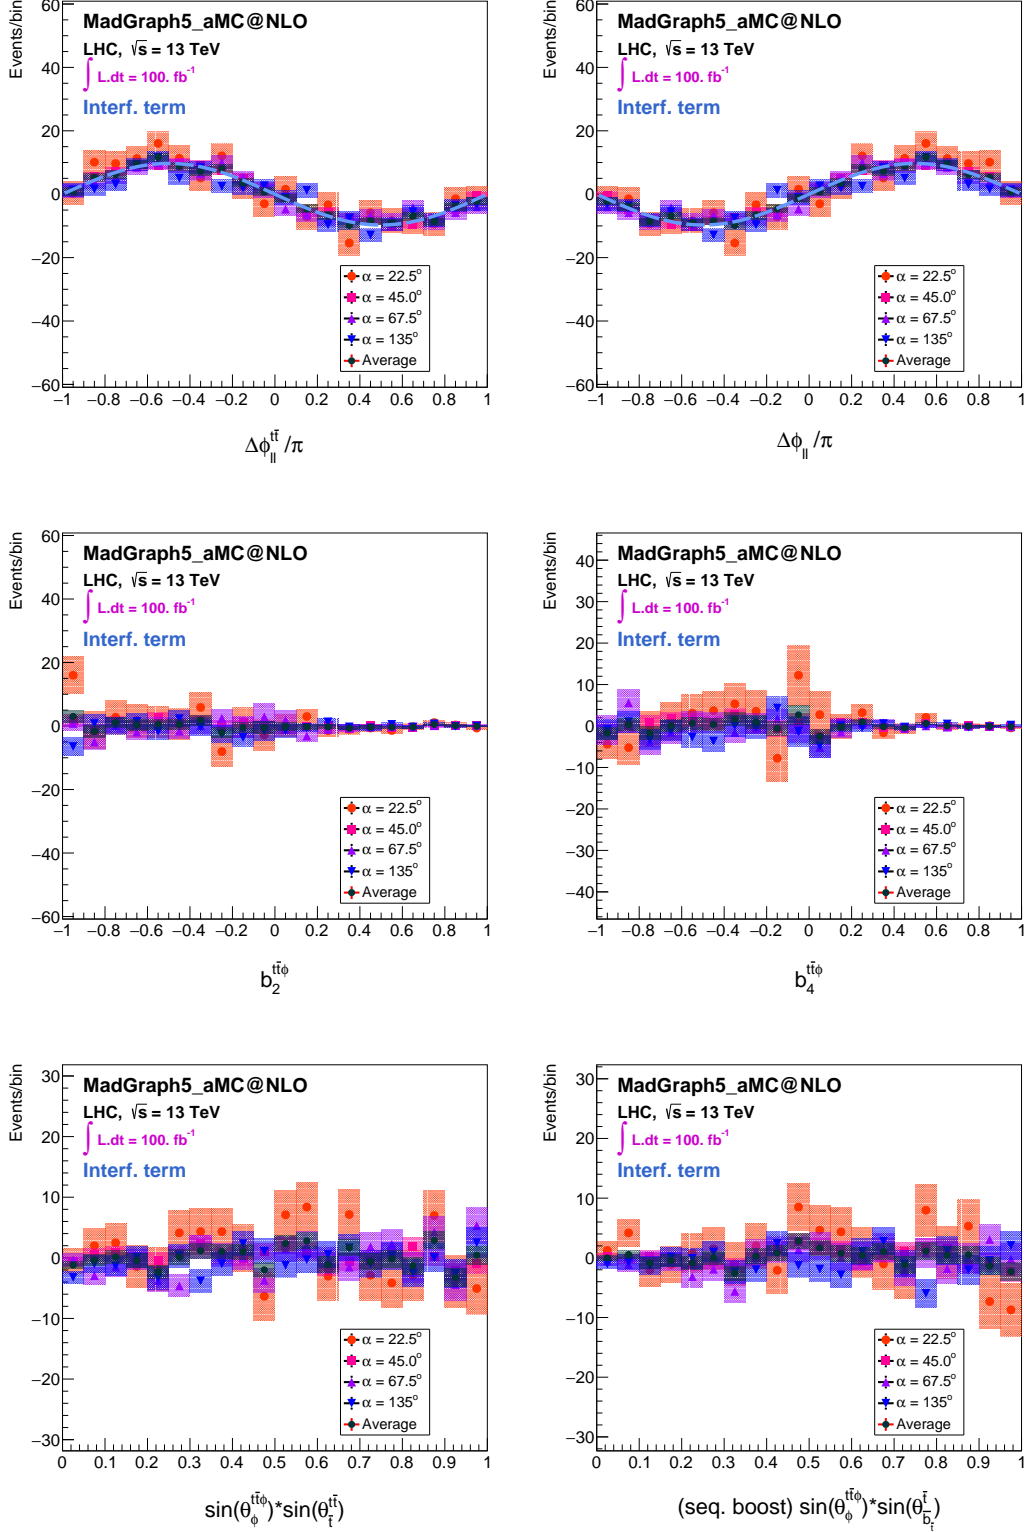 Events/bin
60
40
20
0
−20
−40
−60
MadGraph5_aMC@NLO
LHC, √s = 13 TeV
∫ L.dt = 100. fb⁻¹
Interf. term
α = 22.5°
α = 45.0°
α = 67.5°
α = 135°
Average
−1 −0.8 −0.6 −0.4 −0.2 0 0.2 0.4 0.6 0.8 1
Δϕ_||^{tt̄} /π
Events/bin
60
40
20
0
−20
−40
−60
MadGraph5_aMC@NLO
LHC, √s = 13 TeV
∫ L.dt = 100. fb⁻¹
Interf. term
α = 22.5°
α = 45.0°
α = 67.5°
α = 135°
Average
−1 −0.8 −0.6 −0.4 −0.2 0 0.2 0.4 0.6 0.8 1
Δϕ_|| /π
Events/bin
60
40
20
0
−20
−40
−60
MadGraph5_aMC@NLO
LHC, √s = 13 TeV
∫ L.dt = 100. fb⁻¹
Interf. term
α = 22.5°
α = 45.0°
α = 67.5°
α = 135°
Average
−1 −0.8 −0.6 −0.4 −0.2 0 0.2 0.4 0.6 0.8 1
b_2^{tt̄ϕ}
Events/bin
40
30
20
10
0
−10
−20
−30
−40
MadGraph5_aMC@NLO
LHC, √s = 13 TeV
∫ L.dt = 100. fb⁻¹
Interf. term
α = 22.5°
α = 45.0°
α = 67.5°
α = 135°
Average
−1 −0.8 −0.6 −0.4 −0.2 0 0.2 0.4 0.6 0.8 1
b_4^{tt̄ϕ}
Events/bin
30
20
10
0
−10
−20
−30
MadGraph5_aMC@NLO
LHC, √s = 13 TeV
∫ L.dt = 100. fb⁻¹
Interf. term
α = 22.5°
α = 45.0°
α = 67.5°
α = 135°
Average
0 0.1 0.2 0.3 0.4 0.5 0.6 0.7 0.8 0.9 1
sin(θ_ϕ^{tt̄ϕ})*sin(θ_t̄^{tt̄})
Events/bin
30
20
10
0
−10
−20
−30
MadGraph5_aMC@NLO
LHC, √s = 13 TeV
∫ L.dt = 100. fb⁻¹
Interf. term
α = 22.5°
α = 45.0°
α = 67.5°
α = 135°
Average
0 0.1 0.2 0.3 0.4 0.5 0.6 0.7 0.8 0.9 1
(seq. boost) sin(θ_ϕ^{tt̄ϕ})*sin(θ_{b̄_t̄}^{t̄})